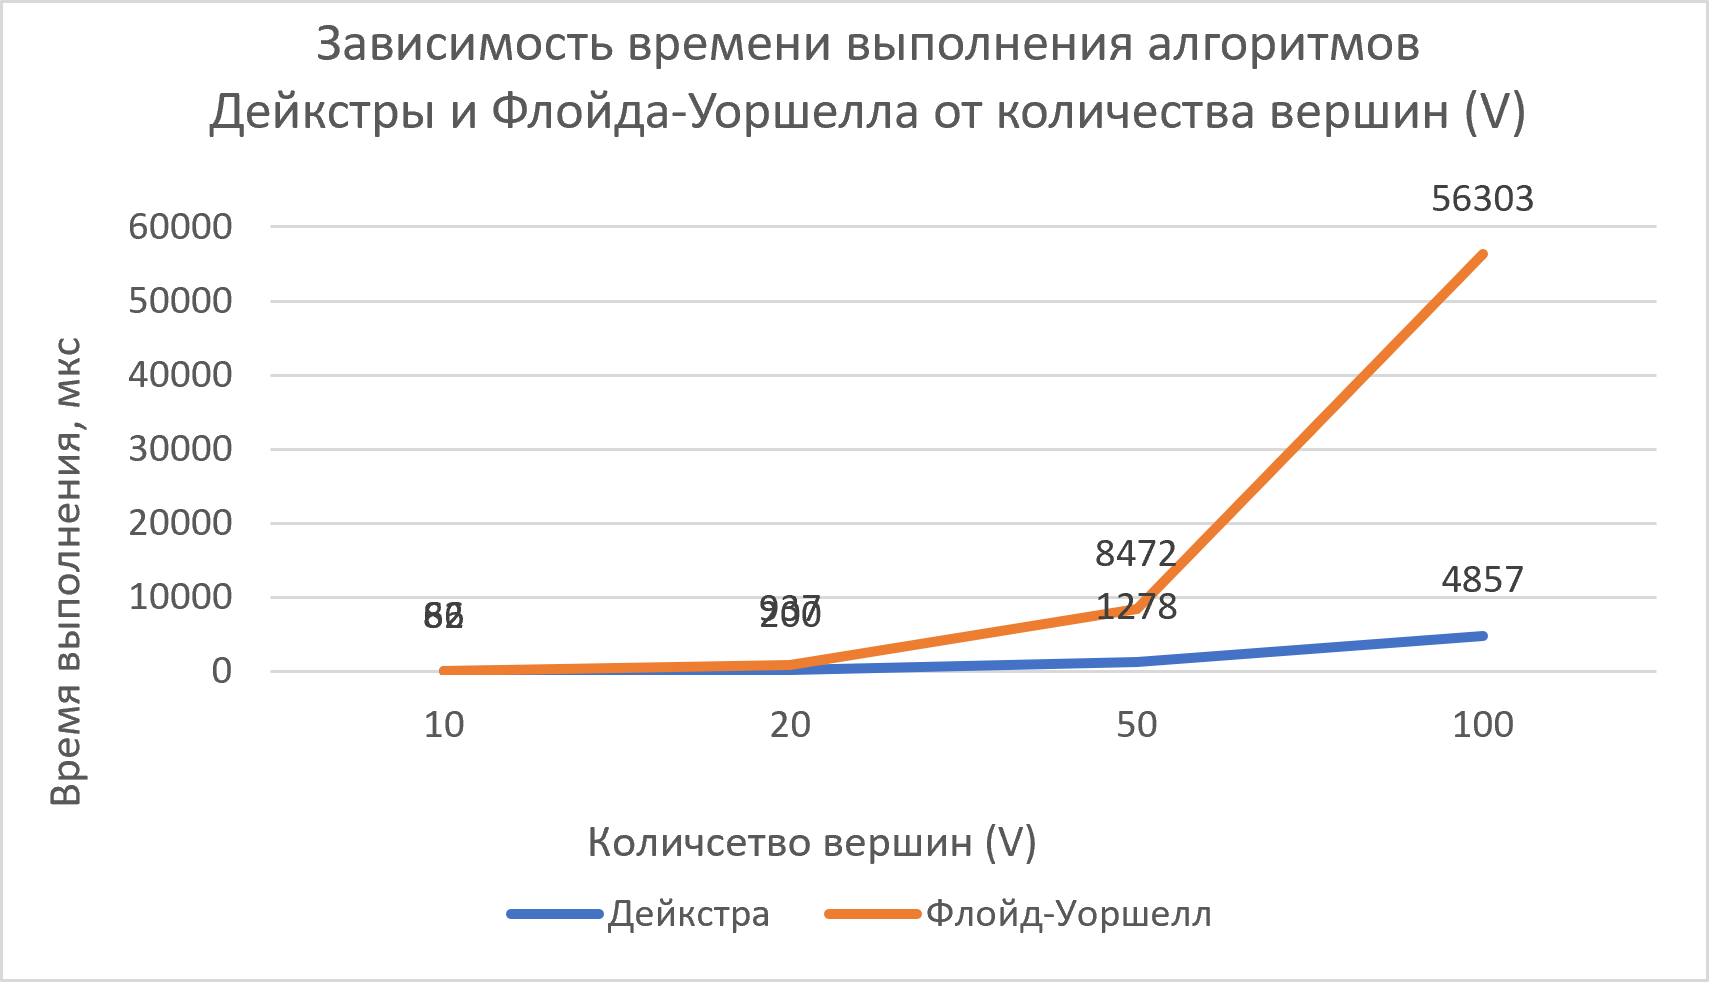 Зависимость времени выполнения алгоритмов
Дейкстры и Флойда-Уоршелла от количества вершин (V)
Время выполнения, мкс
60000
50000
40000
30000
20000
10000
0
56303
8472
4857
1278
937
10
20
50
100
Количсетво вершин (V)
Дейкстра
Флойд-Уоршелл